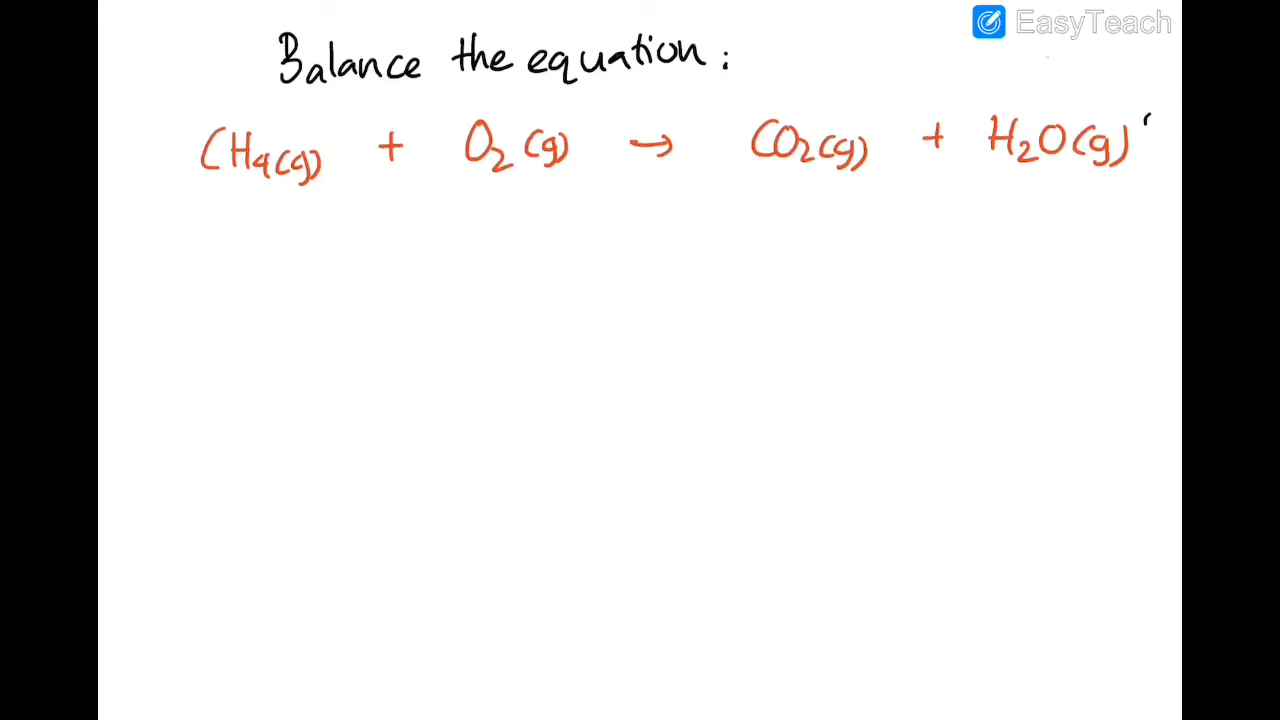 EasyTeach
Balance the equation:
CH4(g) + O2(g) → CO2(g) + H2O(g)